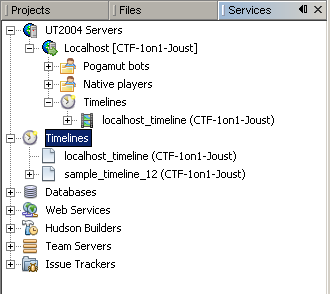 Projects Files Services
UT2004 Servers
Localhost [CTF-1on1-Joust]
Pogamut bots
Native players
Timelines
localhost_timeline (CTF-1on1-Joust)
Timelines
localhost_timeline (CTF-1on1-Joust)
sample_timeline_12 (CTF-1on1-Joust)
Databases
Web Services
Hudson Builders
Team Servers
Issue Trackers